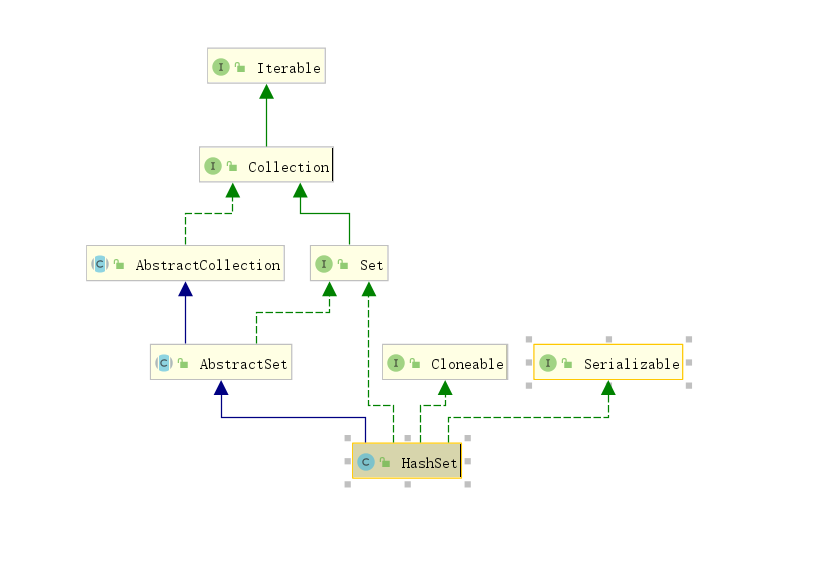 I Iterable
I Collection
C AbstractCollection
I Set
C AbstractSet
I Cloneable
I Serializable
C HashSet